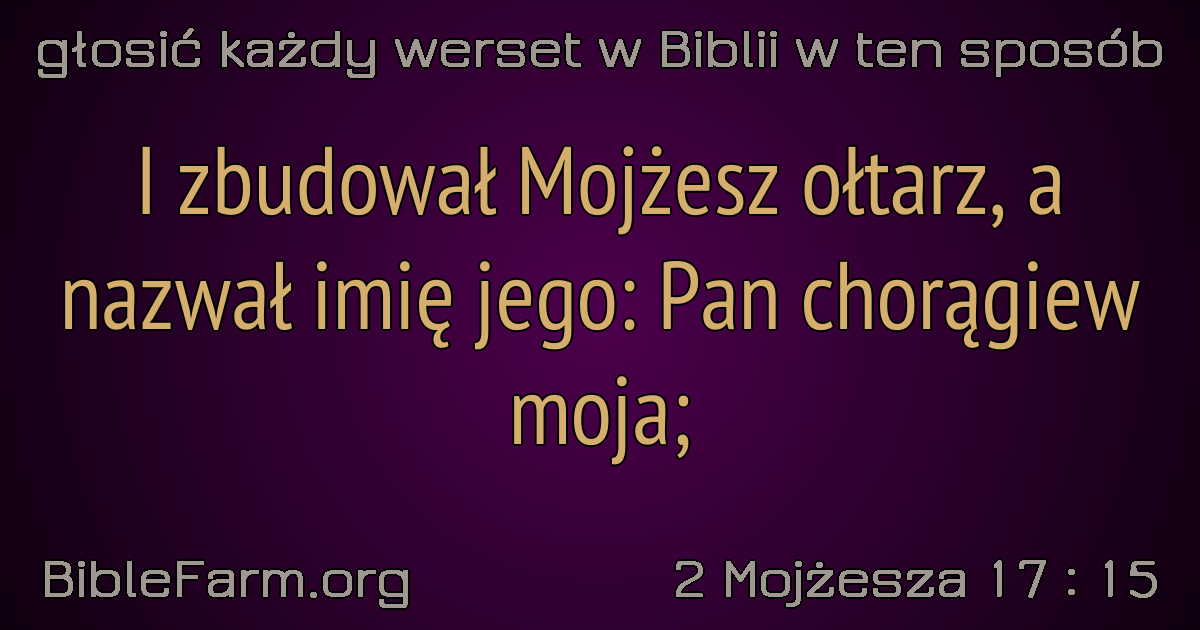 głosić każdy werset w Biblii w ten sposób
I zbudował Mojżesz ołtarz, a
nazwał imię jego: Pan chorągiew
moja;
BibleFarm.org
2 Mojżesza 17 : 15